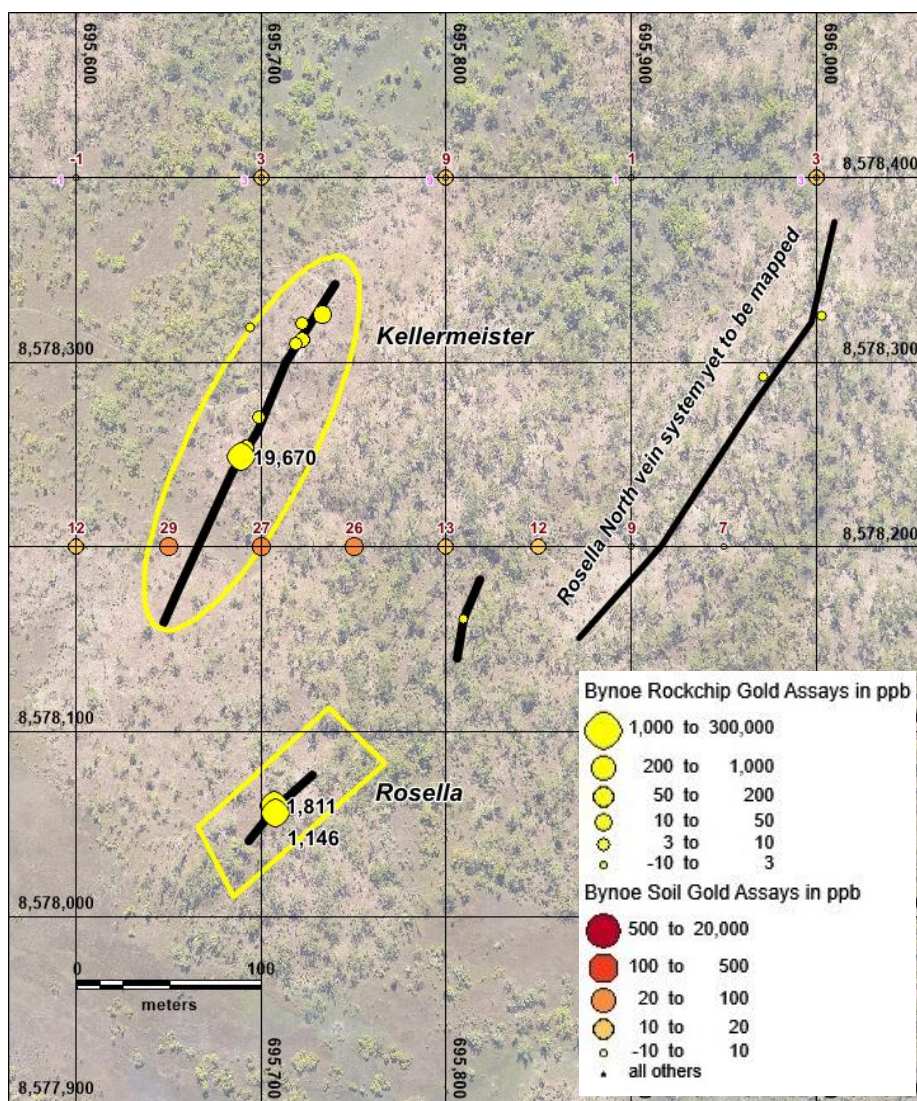 695,600
695,700
695,800
695,900
696,000
-1
3
9
1
3
-1
3
9
1
3
8,578,400
Kellermeister
8,578,300
19,670
Rosella North vein system yet to be mapped
12
29
27
26
13
12
9
7
8,578,200
8,578,100
Rosella
1,811
1,146
8,578,000
0
100
meters
8,577,900
695,700
695,800
Bynoe Rockchip Gold Assays in ppb
1,000 to 300,000
200 to 1,000
50 to 200
10 to 50
3 to 10
-10 to 3
Bynoe Soil Gold Assays in ppb
500 to 20,000
100 to 500
20 to 100
10 to 20
-10 to 10
all others